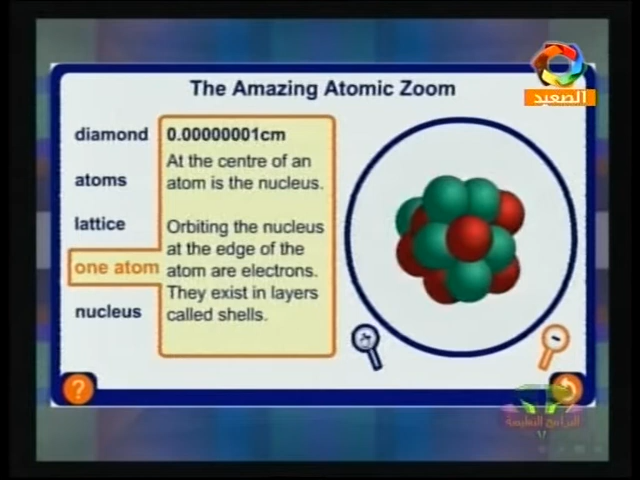 الصعيد
The Amazing Atomic Zoom
diamond
atoms
lattice
one atom
nucleus
0.00000001cm
At the centre of an
atom is the nucleus.
Orbiting the nucleus
at the edge of the
atom are electrons.
They exist in layers
called shells.
+
-
?
البرامج التعليمية